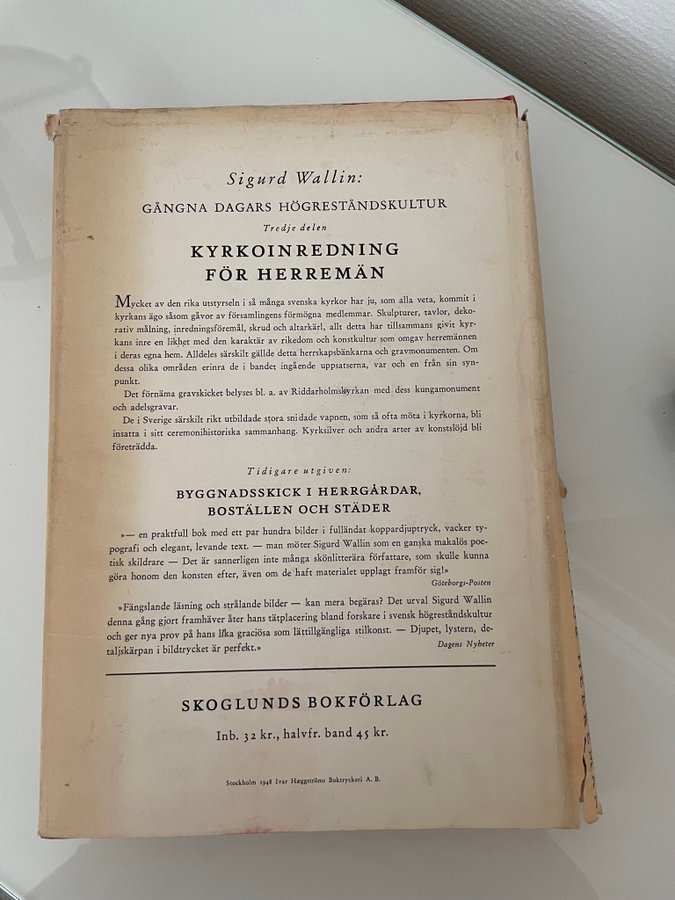 Sigurd Wallin:
GÅNGNA DAGARS HÖGRESTÅNDSKULTUR
Tredje delen
KYRKOINREDNING
FÖR HERREMÄN
Mycket av den rika utstyrseln i så många svenska kyrkor har ju, som alla veta, kommit i
kyrkans ägo såsom gåvor av församlingens förmögna medlemmar. Skulpturer, tavlor, deko-
rativ målning, inredningsföremål, skrud och altarkärl, allt detta har tillsammans givit kyr-
kans inre en likhet med den karaktär av rikedom och konstkultur som omgav herremännen
i deras egna hem. Alldeles särskilt gällde detta herrskapsbänkarna och gravmonumenten. Om
dessa olika områden erinra de i bandet ingående uppsatserna, var och en från sin syn-
punkt.
Det förnäma gravskicket belyses bl. a. av Riddarholmskyrkan med dess kungamonument
och adelsgravar.
De i Sverige särskilt rikt utbildade stora snidade vapnen, som så ofta möta i kyrkorna, bli
insatta i sitt ceremonihistoriska sammanhang. Kyrksilver och andra arter av konstslöjd bli
företrädda.
Tidigare utgiven:
BYGGNADSSKICK I HERRGÅRDAR,
BOSTÄLLEN OCH STÄDER
»— en praktfull bok med ett par hundra bilder i fulländat koppardjuptryck, vacker ty-
pografi och elegant, levande text. — man möter Sigurd Wallin som en ganska makalös poe-
tisk skildrare — Det är sannerligen inte många skönlitterära författare, som skulle kunna
göra honom den konsten efter, även om de haft materialet upplagt framför sig!»
Göteborgs-Posten
»Fängslande läsning och strålande bilder — kan mera begäras? Det urval Sigurd Wallin
denna gång gjort framhäver åter hans tätplacering bland forskare i svensk högreståndskultur
och ger nya prov på hans lika graciösa som lättillgängliga stilkonst. — Djupet, lystern, de-
taljskärpan i bildtrycket är perfekt.» Dagens Nyheter
SKOGLUNDS BOKFÖRLAG
Inb. 32 kr., halvfr. band 45 kr.
Stockholm 1948 Ivar Hæggströms Boktryckeri A. B.